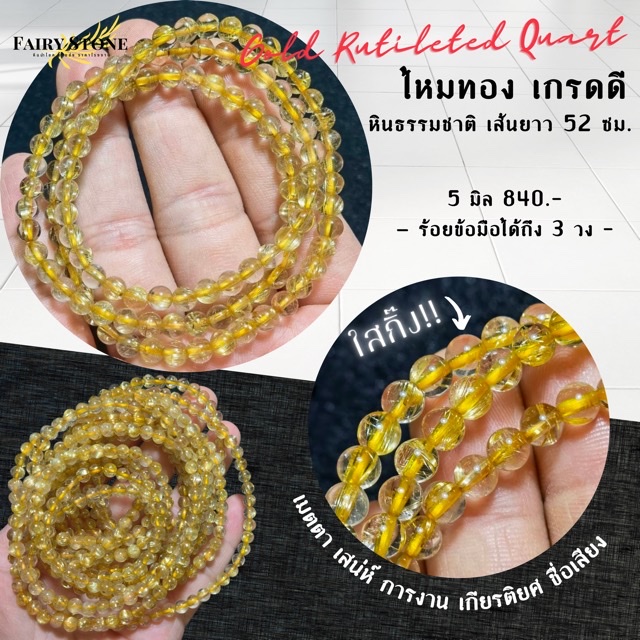 FAIRY STONE
Gold Rutileted Quart
ไหมทอง เกรดดี
หินธรรมชาติ เส้นยาว 52 ซม.
5 มิล 840.-
– ร้อยข้อมือได้ถึง 3 วง -
ใสกิ๊ง!!
เมตตา เสน่ห์ การงาน เกียรติยศ ชื่อเสียง